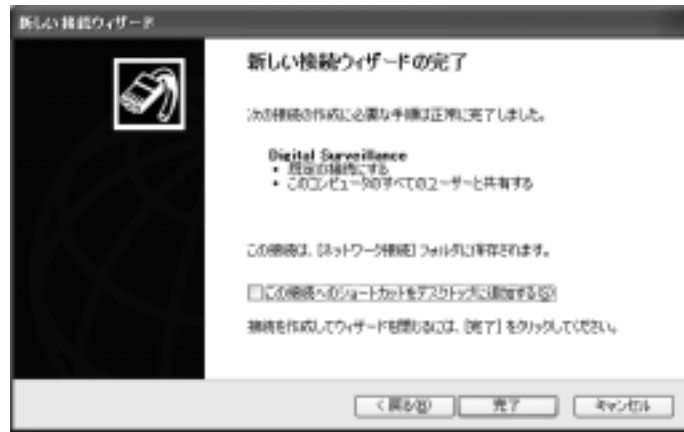 新しい接続ウィザード
新しい接続ウィザードの完了
次の接続の作成に必要な手順は正常に完了しました。
Digital Surveillance
• 既定の接続にする
• このコンピュータのすべてのユーザーと共有する
この接続は、[ネットワーク接続] フォルダに保存されます。
この接続へのショートカットをデスクトップに追加する(S)
接続を作成してウィザードを閉じるには、[完了] をクリックしてください。
< 戻る(B)
完了
キャンセル